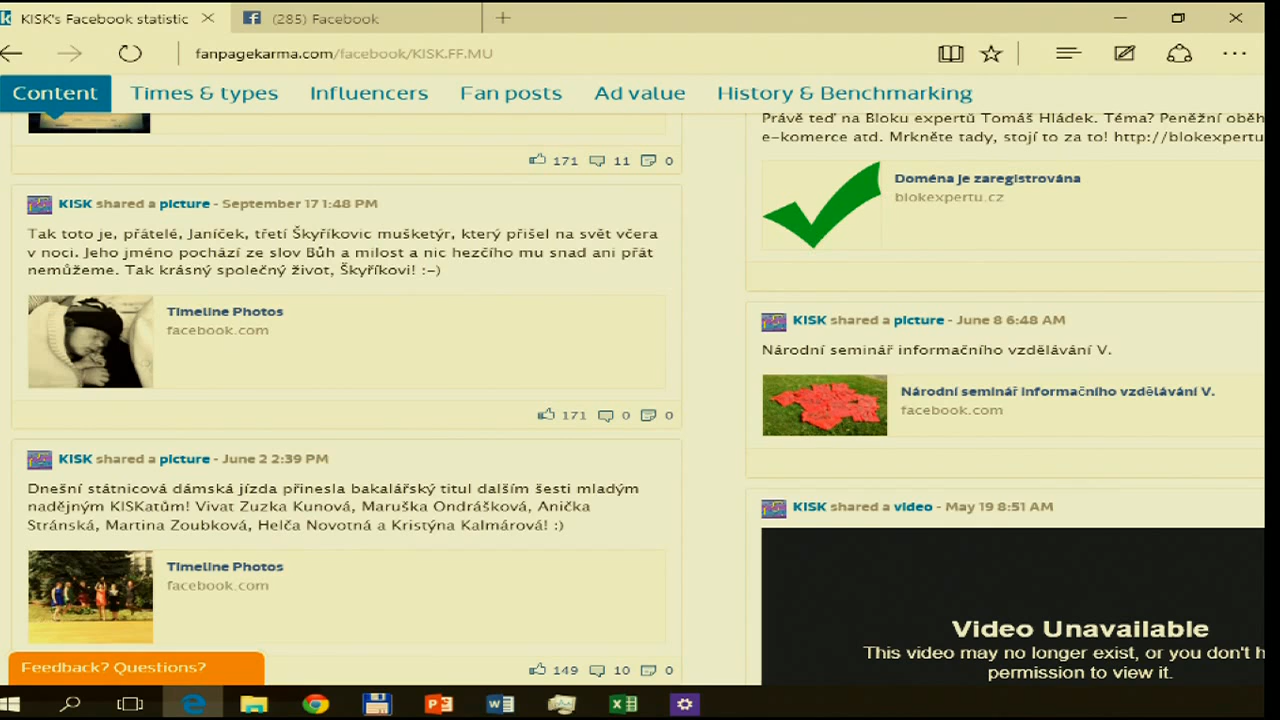 KISK's Facebook statistic
(285) Facebook
fanpagekarma.com/facebook/KISK.FF.MU
Content Times & types Influencers Fan posts Ad value History & Benchmarking
171 11 0
KISK shared a picture - September 17 1:48 PM
Tak toto je, přátelé, Janíček, třetí Škyříkovic mušketýr, který přišel na svět včera
v noci. Jeho jméno pochází ze slov Bůh a milost a nic hezčího mu snad ani přát
nemůžeme. Tak krásný společný život, Škyříkovi! :-)
Timeline Photos
facebook.com
171 0 0
KISK shared a picture - June 2 2:39 PM
Dnešní státnicová dámská jízda přinesla bakalářský titul dalším šesti mladým
nadějným KISKatům! Vivat Zuzka Kunová, Maruška Ondrášková, Anička
Stránská, Martina Zoubková, Helča Novotná a Kristýna Kalmárová! :)
Timeline Photos
facebook.com
149 10 0
Feedback? Questions?
Právě teď na Bloku expertů Tomáš Hládek. Téma? Peněžní oběh
e-komerce atd. Mrkněte tady, stojí to za to! http://blokexpertu
Doména je zaregistrována
blokexpertu.cz
KISK shared a picture - June 8 6:48 AM
Národní seminář informačního vzdělávání V.
Národní seminář informačního vzdělávání V.
facebook.com
KISK shared a video - May 19 8:51 AM
Video Unavailable
This video may no longer exist, or you don't h
permission to view it.